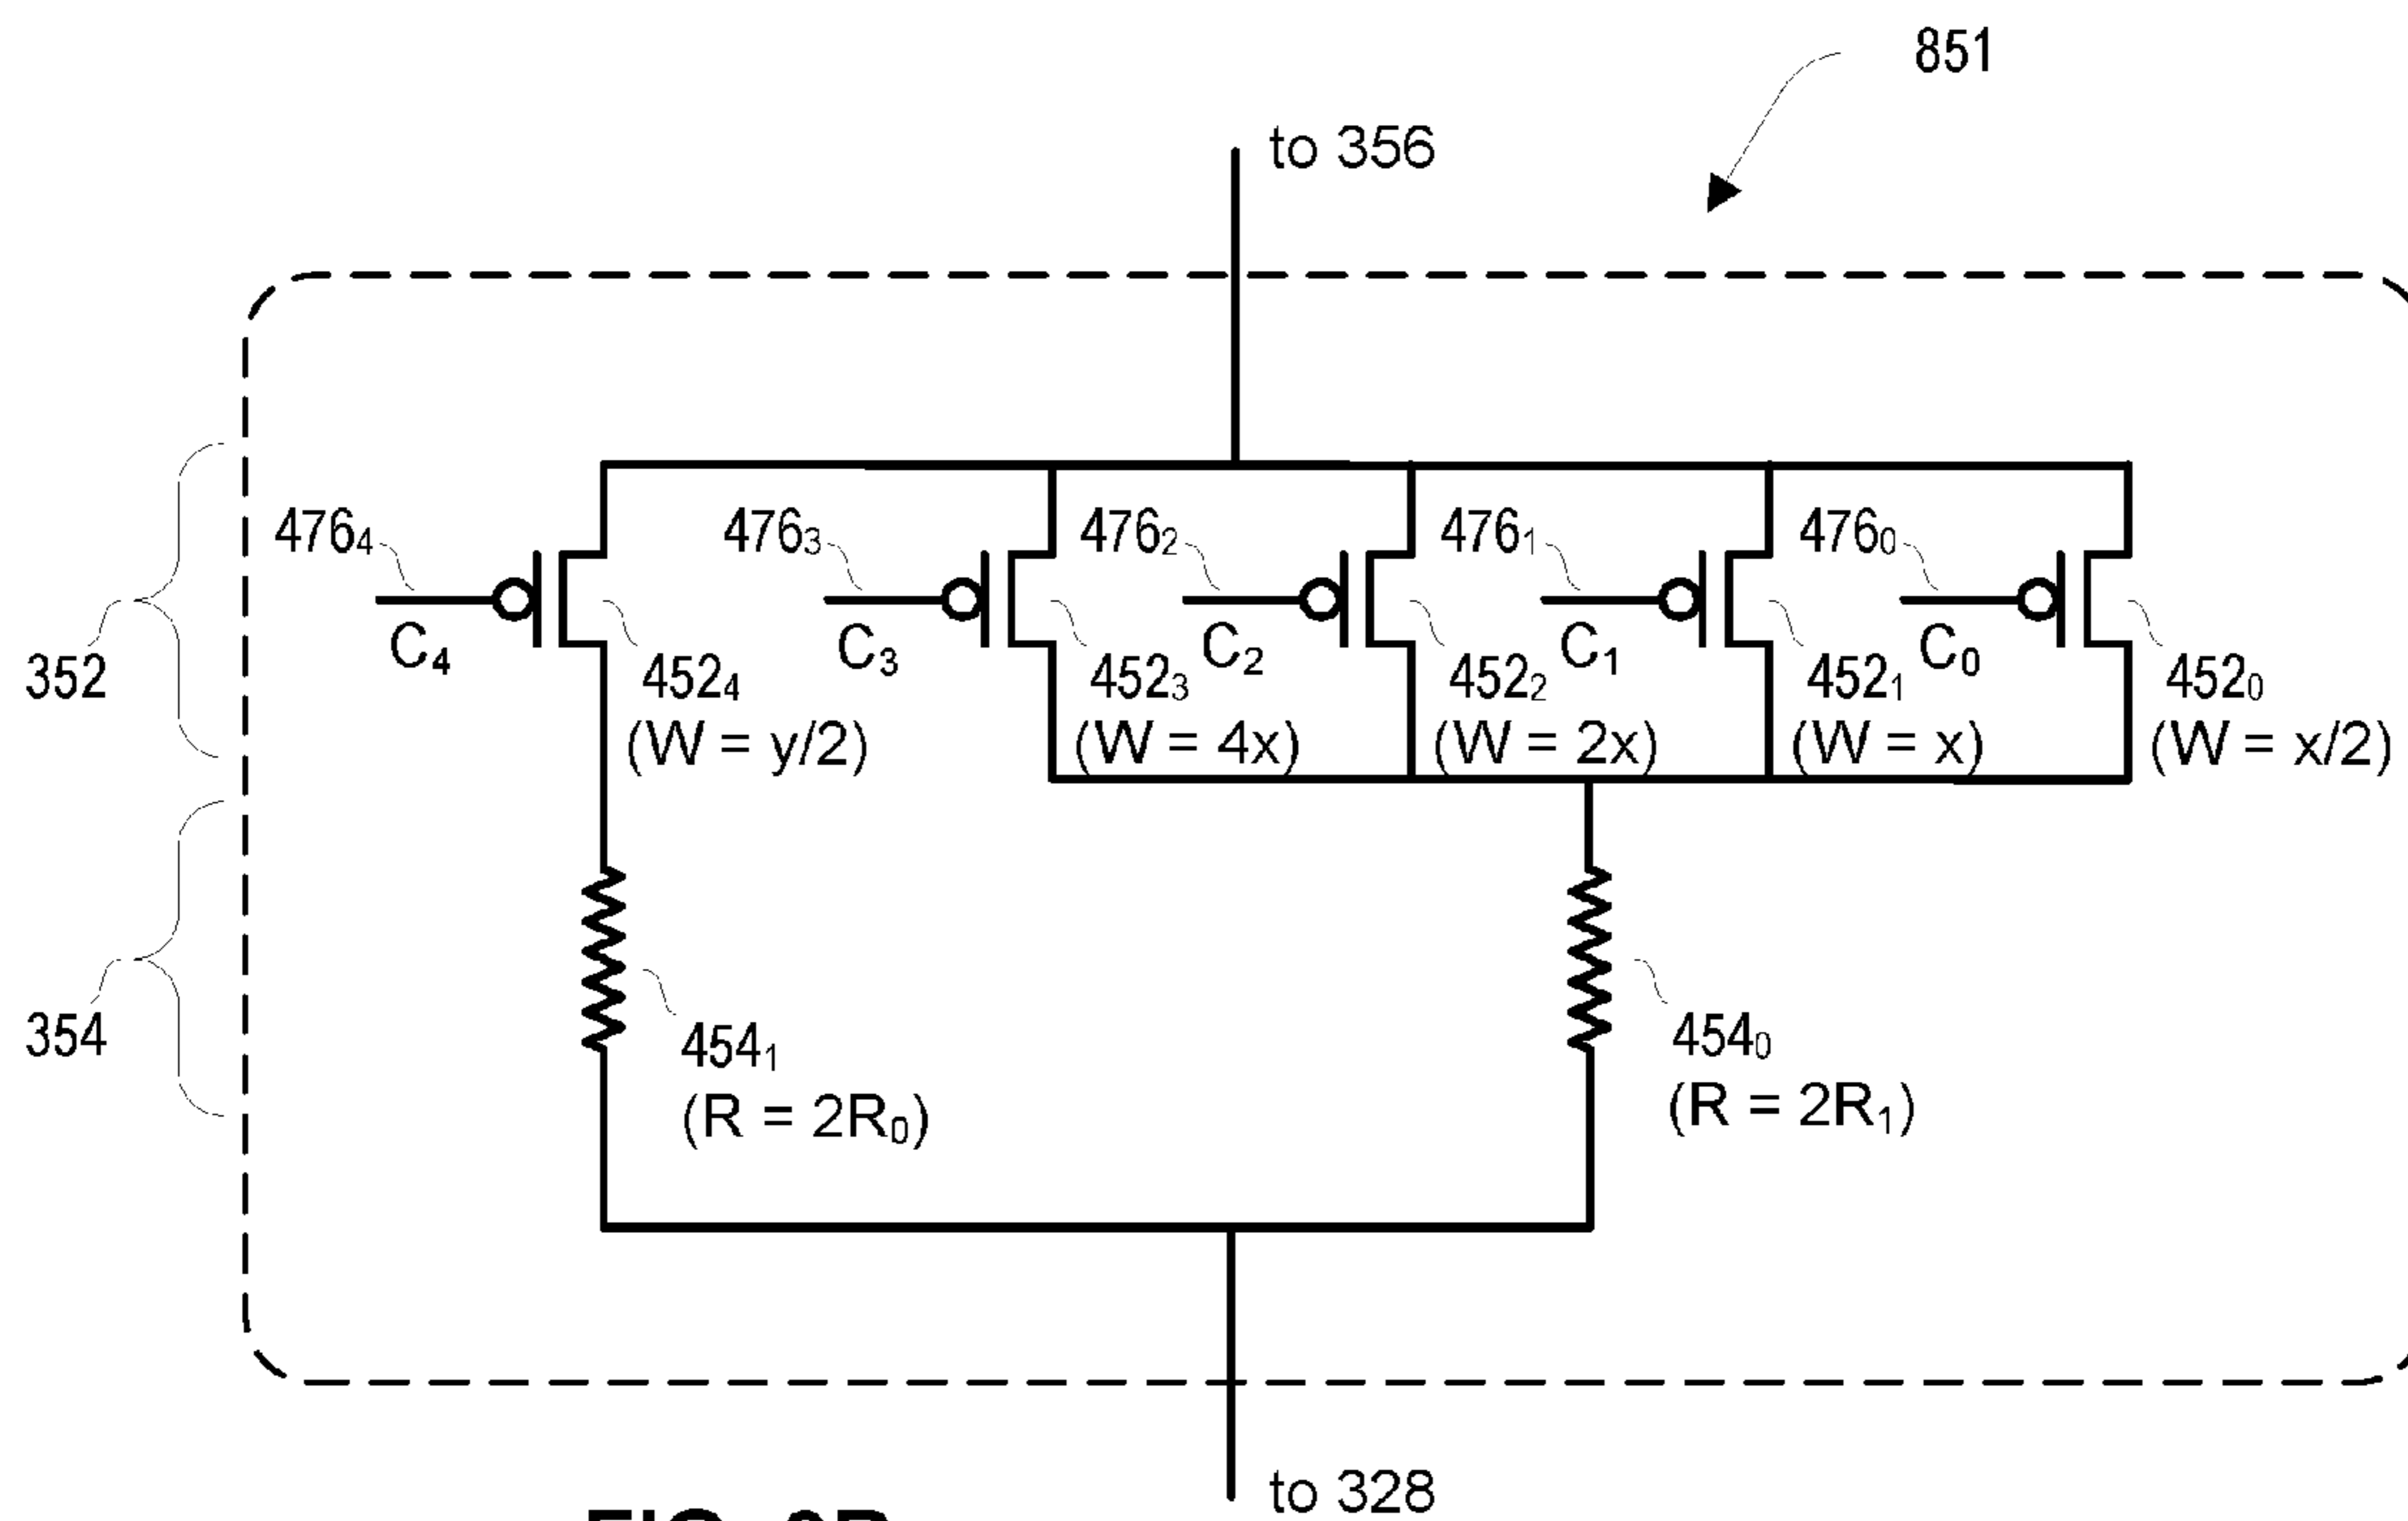 851
to 356
476₄ 476₃ 476₂ 476₁ 476₀
C₄ C₃ C₂ C₁ C₀
352
452₄ 452₃ 452₂ 452₁ 452₀
(W = y/2) (W = 4x) (W = 2x) (W = x) (W = x/2)
354
454₁ 454₀
(R = 2R₀) (R = 2R₁)
to 328